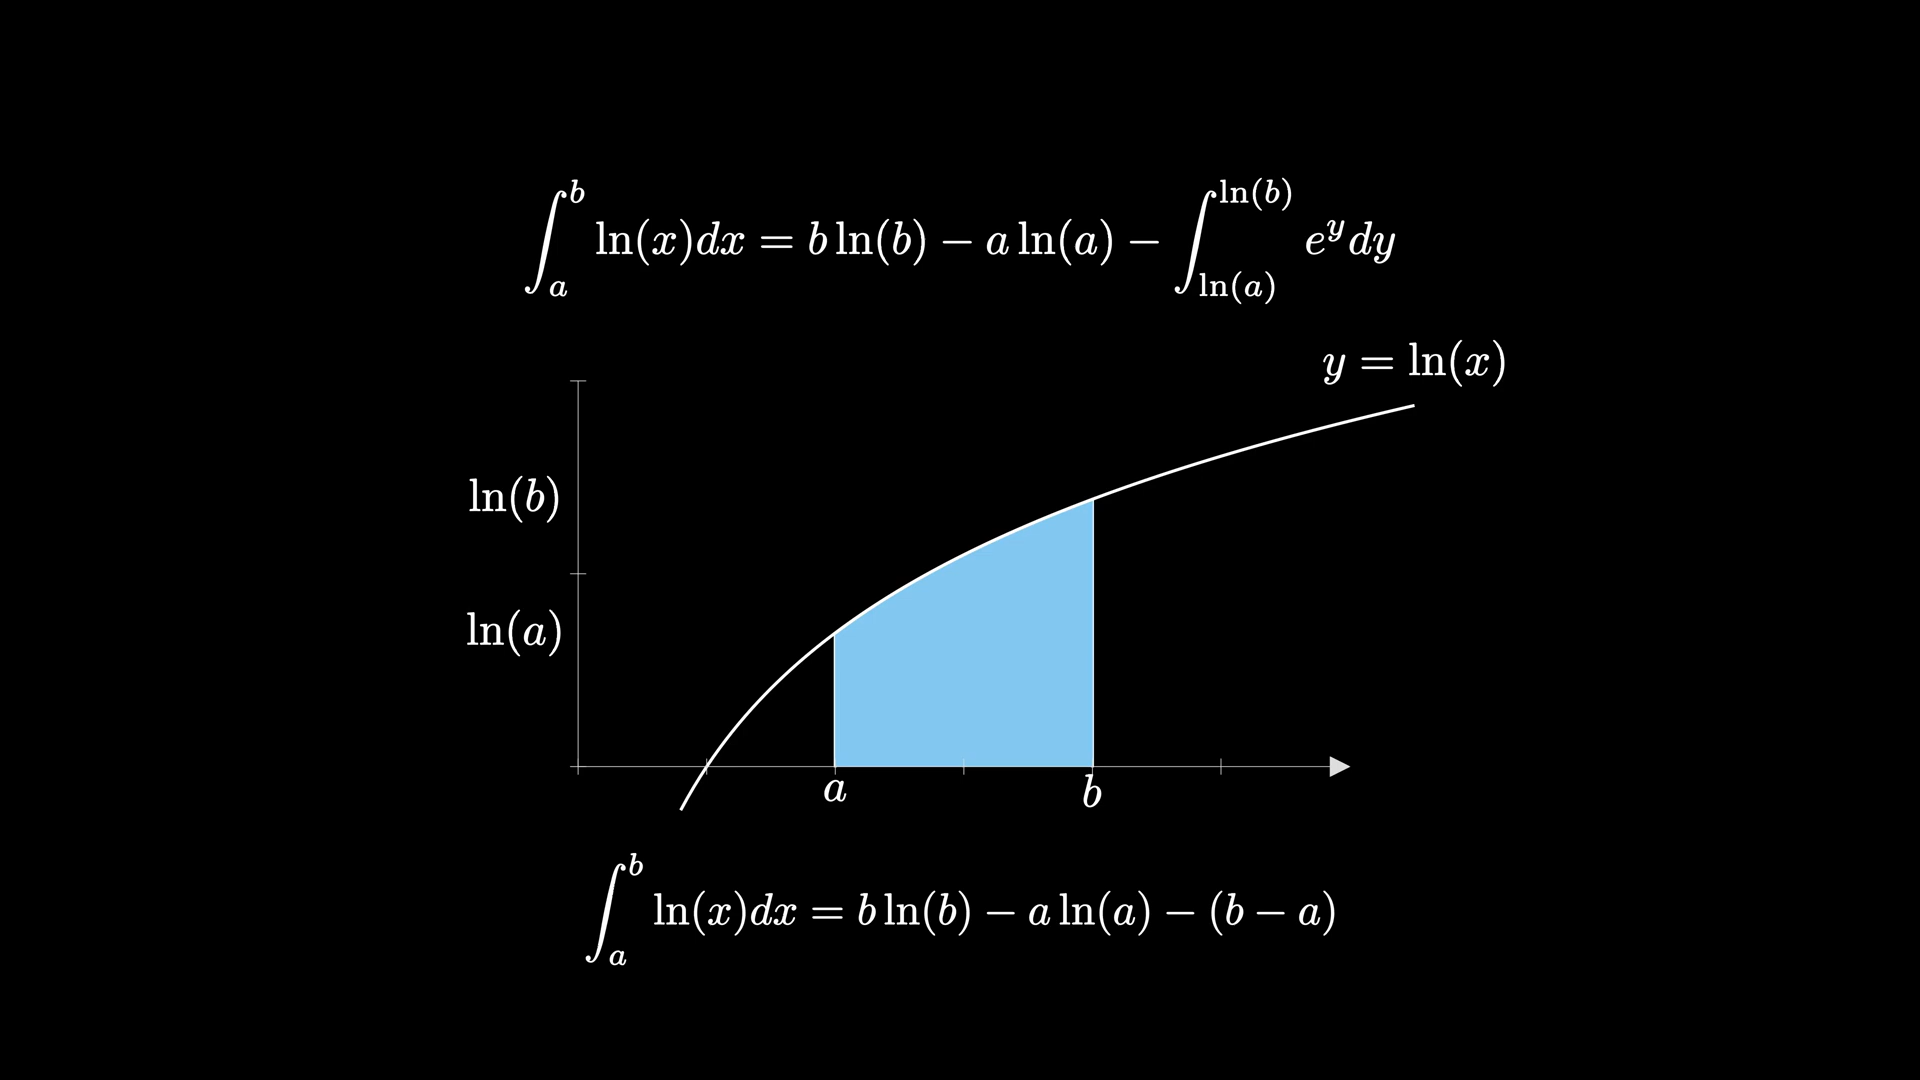 ∫_a^b ln(x)dx = b ln(b) − a ln(a) − ∫_{ln(a)}^{ln(b)} e^y dy
y = ln(x)
ln(b)
ln(a)
a
b
∫_a^b ln(x)dx = b ln(b) − a ln(a) − (b − a)